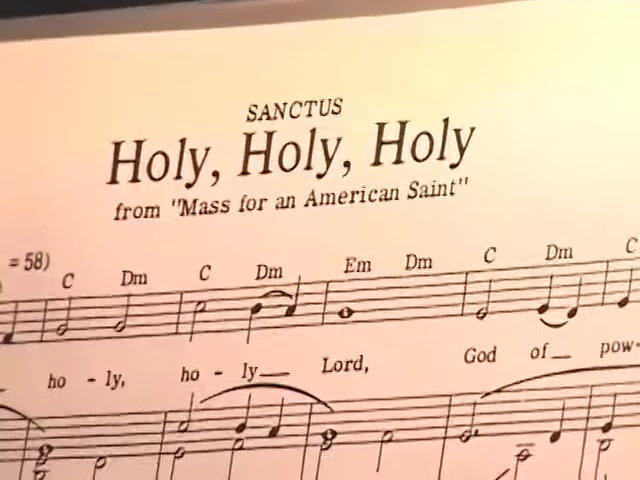 SANCTUS
Holy, Holy, Holy
from "Mass for an American Saint"
= 58)
C Dm C Dm Em Dm C Dm C
ho - ly, ho - ly Lord, God of pow-